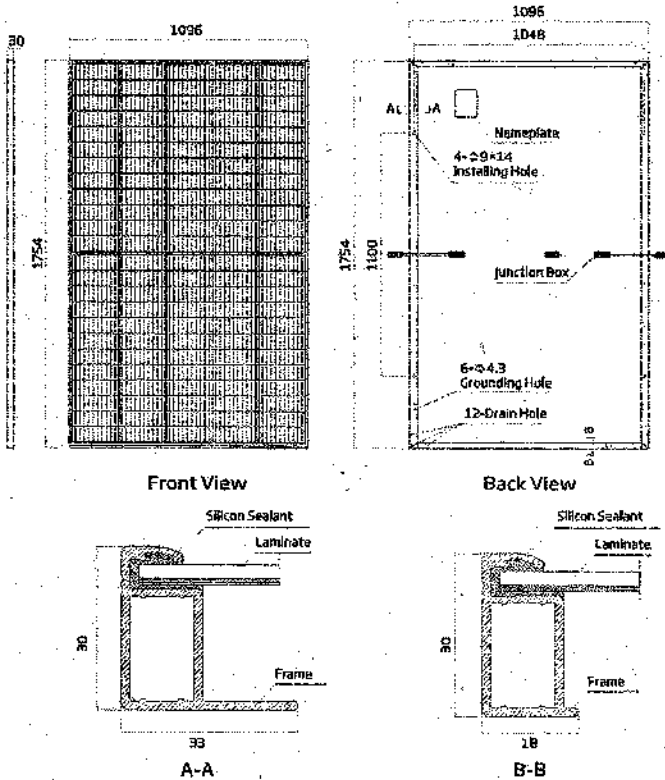 30
1096
1754
Front View
1096
1048
A A
Nameplate
4-Φ9×14
Installing Hole
1754
1100
Junction Box
6-Φ4.3
Grounding Hole
12-Drain Hole
B B
Back View
Silicon Sealant
Laminate
30
Frame
33
A-A
Silicon Sealant
Laminate
30
Frame
18
B-B